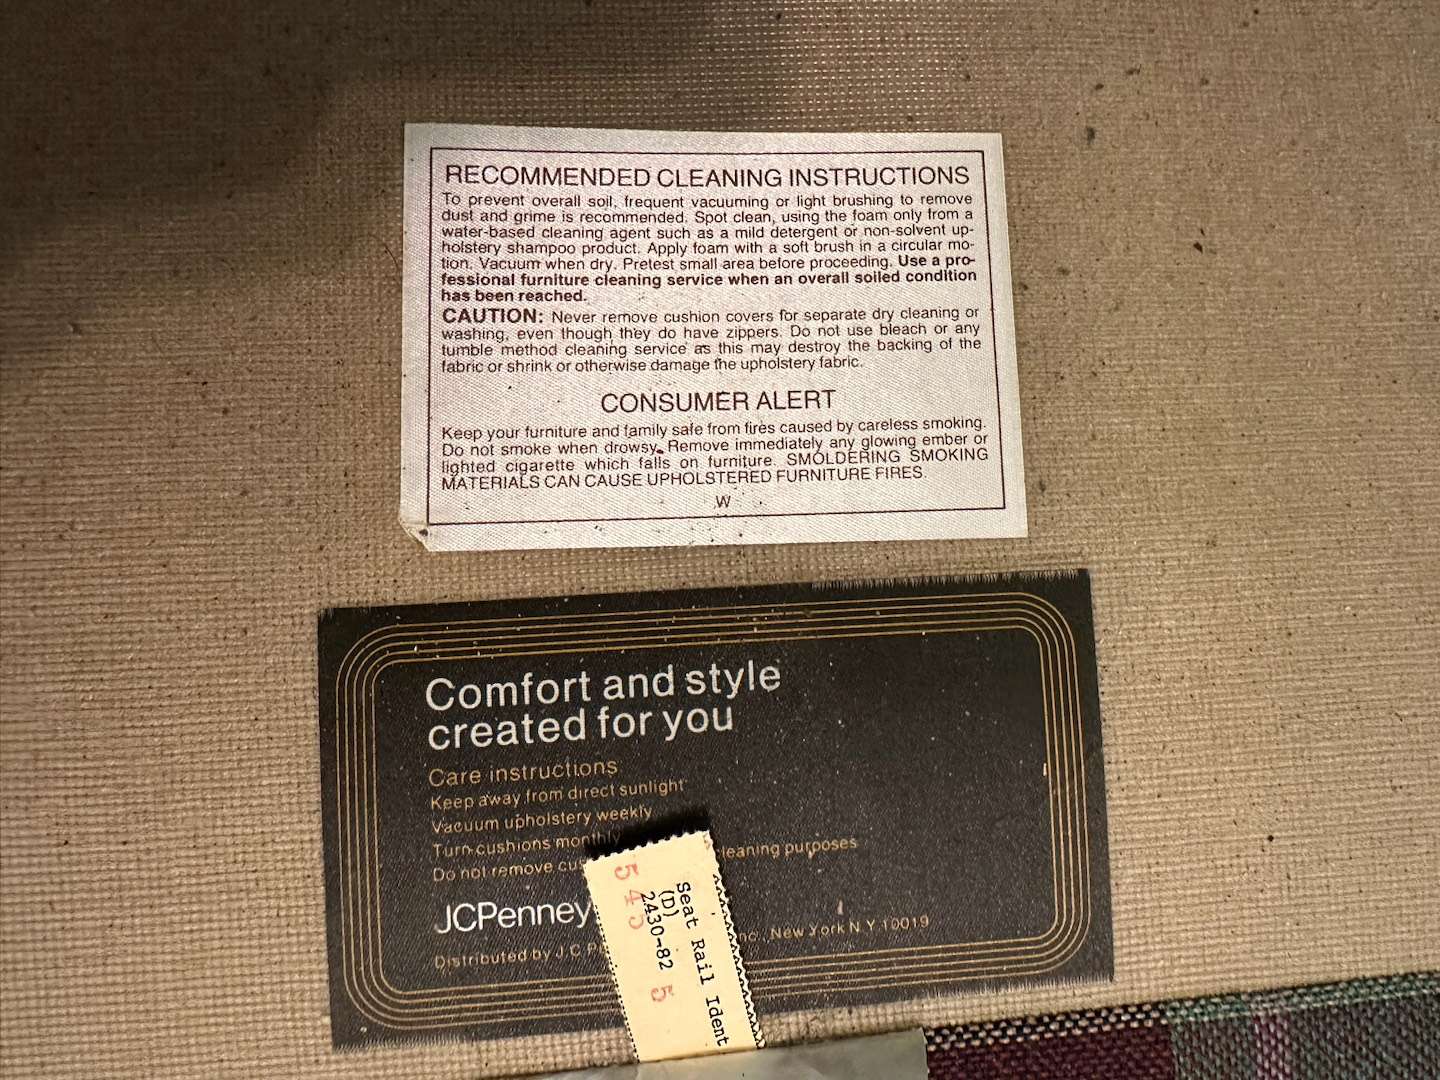 RECOMMENDED CLEANING INSTRUCTIONS
To prevent overall soil, frequent vacuuming or light brushing to remove
dust and grime is recommended. Spot clean, using the foam only from a
water-based cleaning agent such as a mild detergent or non-solvent up-
holstery shampoo product. Apply foam with a soft brush in a circular mo-
tion. Vacuum when dry. Pretest small area before proceeding. Use a pro-
fessional furniture cleaning service when an overall soiled condition
has been reached.
CAUTION: Never remove cushion covers for separate dry cleaning or
washing, even though they do have zippers. Do not use bleach or any
tumble method cleaning service as this may destroy the backing of the
fabric or shrink or otherwise damage the upholstery fabric.
CONSUMER ALERT
Keep your furniture and family safe from fires caused by careless smoking.
Do not smoke when drowsy. Remove immediately any glowing ember or
lighted cigarette which falls on furniture. SMOLDERING SMOKING
MATERIALS CAN CAUSE UPHOLSTERED FURNITURE FIRES.
W
Comfort and style
created for you
Care instructions
Keep away from direct sunlight
Vacuum upholstery weekly
Turn cushions monthly
Do not remove cu leaning purposes
JCPenney
Distributed by J C P nc., New York N Y 10019
Seat Rail Ident
(D)
2430-82 5
545